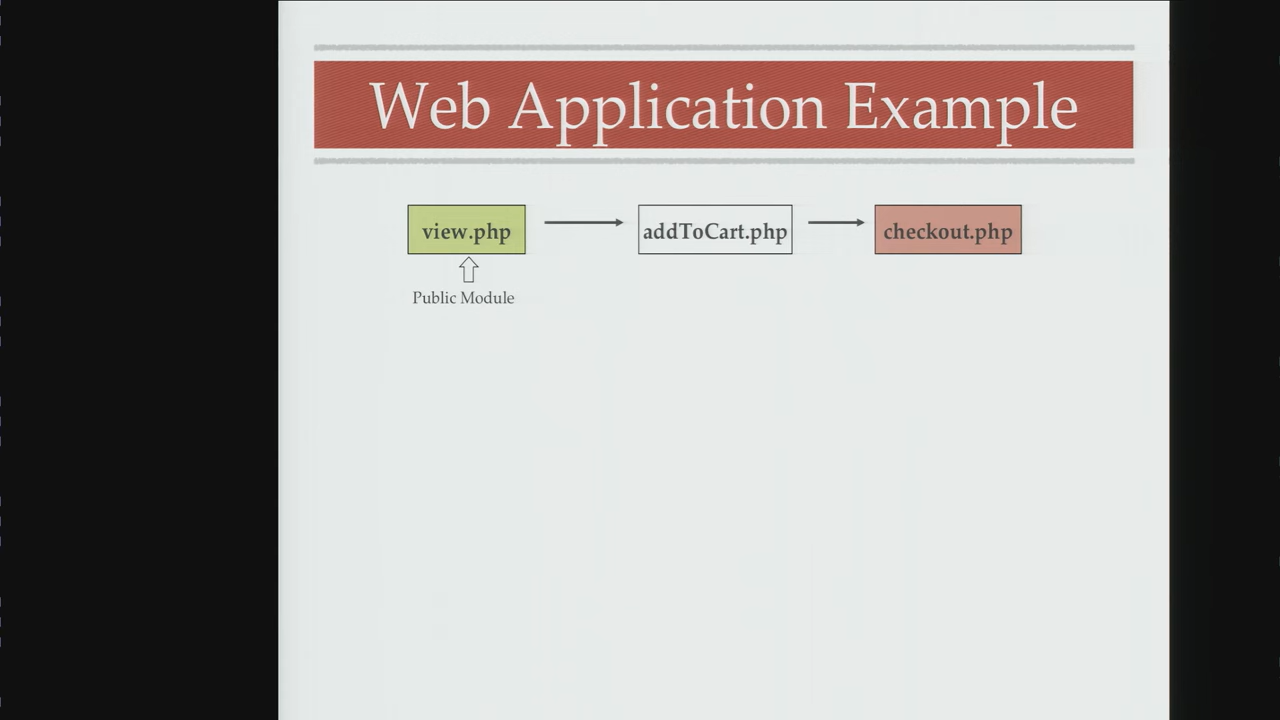 Web Application Example
view.php
addToCart.php
checkout.php
Public Module